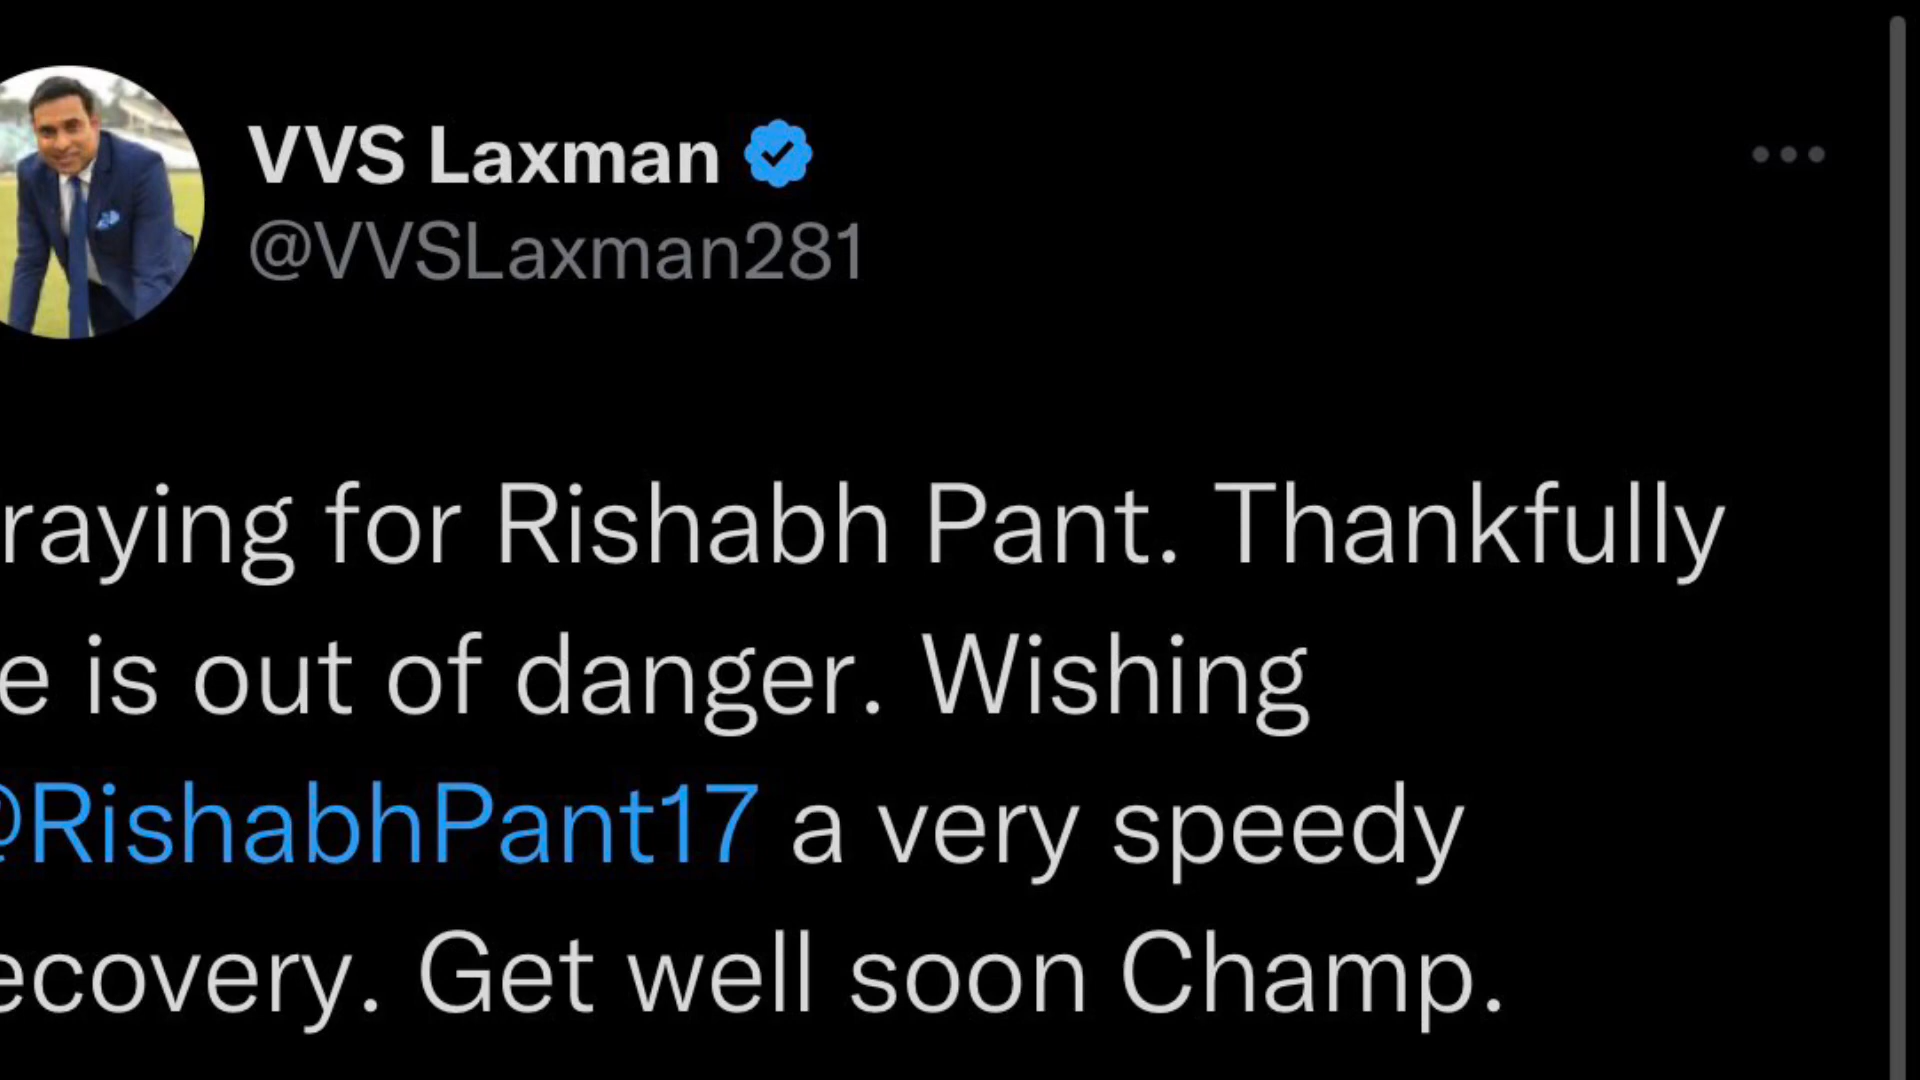 VVS Laxman
@VVSLaxman281
raying for Rishabh Pant. Thankfully
e is out of danger. Wishing
@RishabhPant17 a very speedy
ecovery. Get well soon Champ.